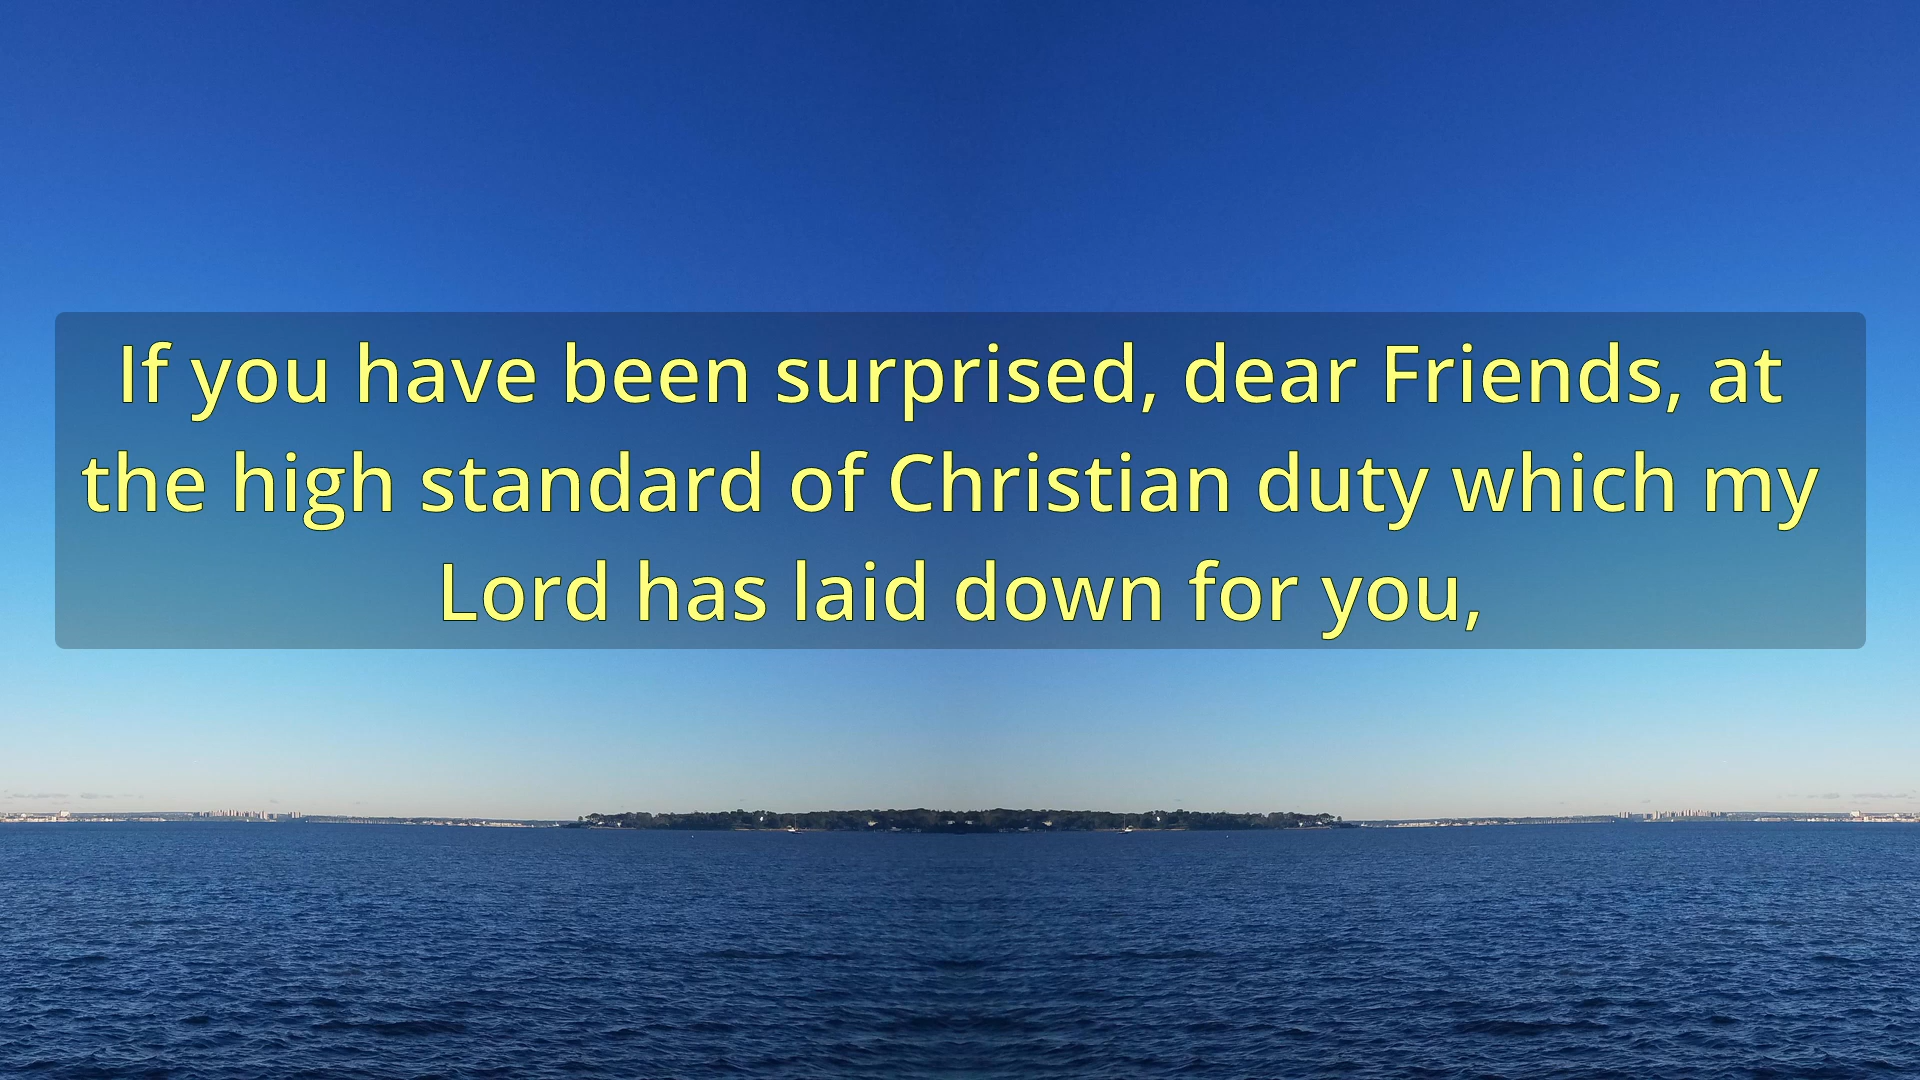 If you have been surprised, dear Friends, at
the high standard of Christian duty which my
Lord has laid down for you,